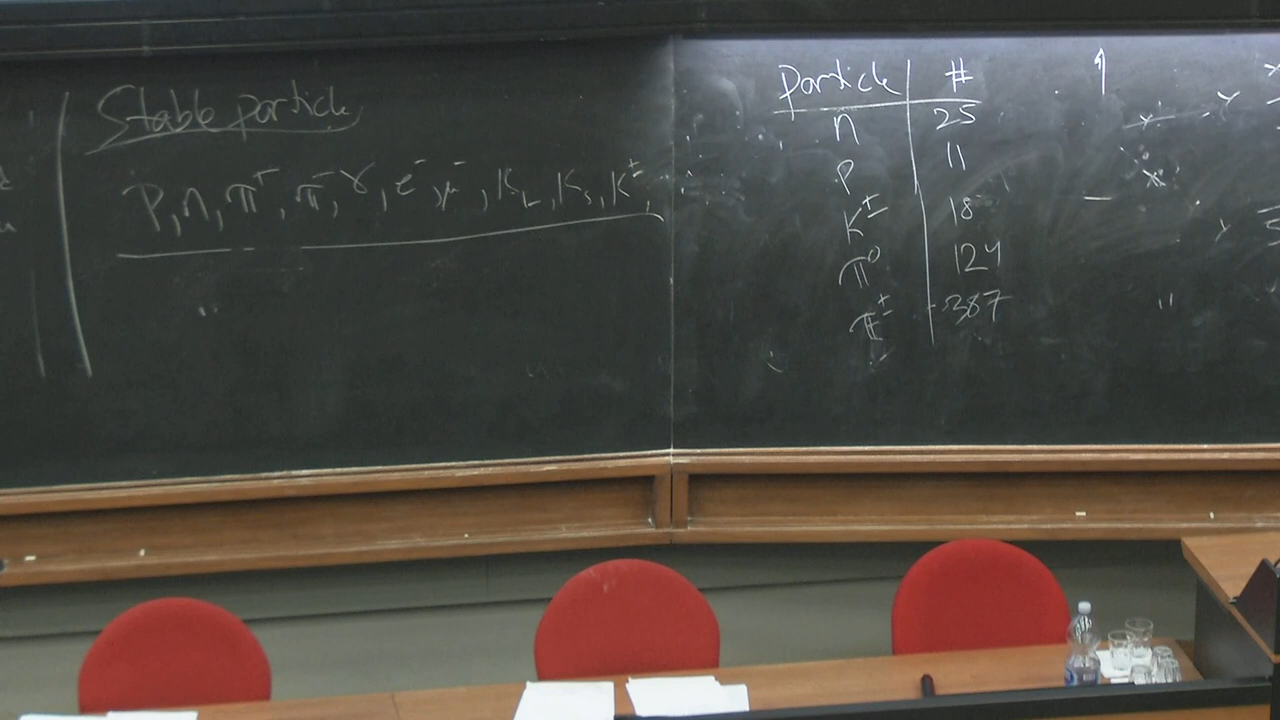 Stable particle
P, n, π⁺, π⁻, γ, e⁻, μ⁻, K_L, K_S, K±
Particle | #
n | 25
P | 11
K± | 18
π⁰ | 124
π± | 387